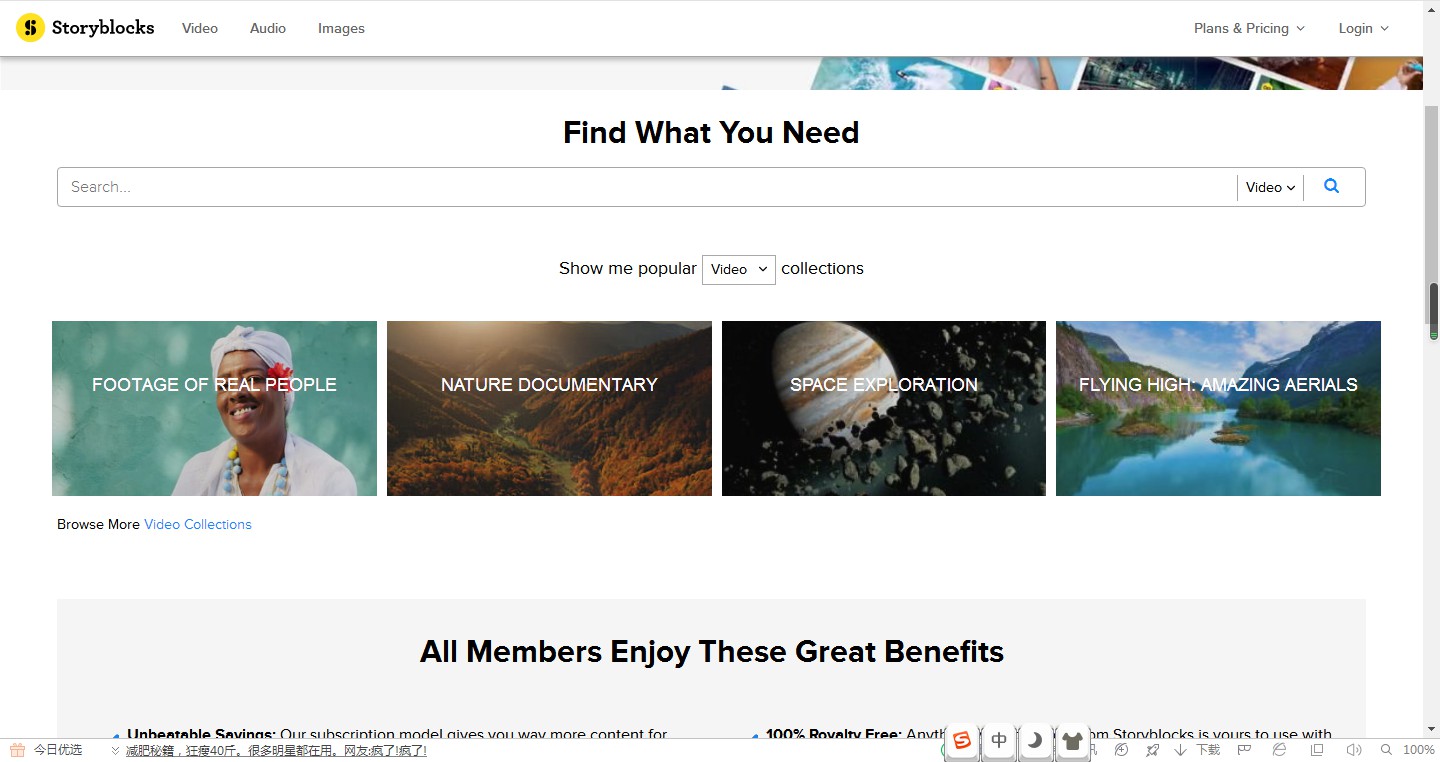 Storyblocks
Video
Audio
Images
Plans & Pricing
Login
Find What You Need
Search...
Video
Show me popular Video collections
FOOTAGE OF REAL PEOPLE
NATURE DOCUMENTARY
SPACE EXPLORATION
FLYING HIGH: AMAZING AERIALS
Browse More Video Collections
All Members Enjoy These Great Benefits
Unbeatable Savings: Our subscription model gives you way more content for
100% Royalty Free: Storyblocks is yours to use with
今日优选
减肥秘籍，狂瘦40斤。很多明星都在用。网友:疯了!疯了!
中
下载
100%